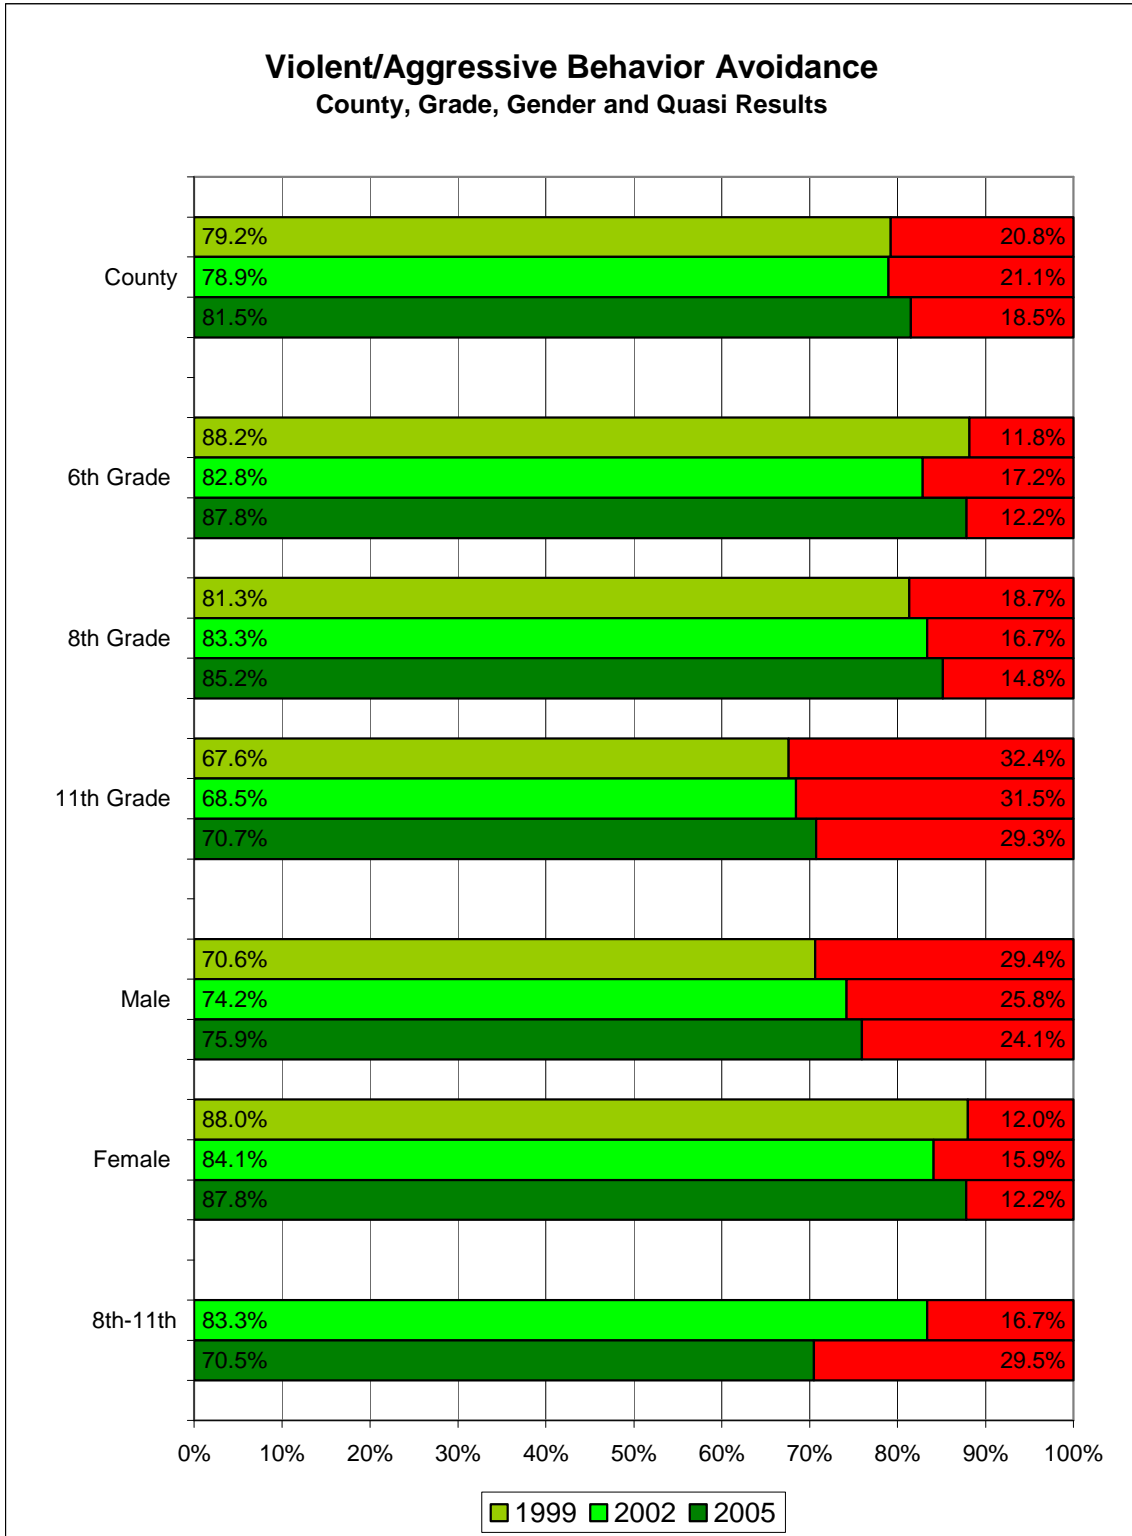 Violent/Aggressive Behavior Avoidance
County, Grade, Gender and Quasi Results
79.2% 20.8%
County 78.9% 21.1%
81.5% 18.5%
88.2% 11.8%
6th Grade 82.8% 17.2%
87.8% 12.2%
81.3% 18.7%
8th Grade 83.3% 16.7%
85.2% 14.8%
67.6% 32.4%
11th Grade 68.5% 31.5%
70.7% 29.3%
70.6% 29.4%
Male 74.2% 25.8%
75.9% 24.1%
88.0% 12.0%
Female 84.1% 15.9%
87.8% 12.2%
8th-11th 83.3% 16.7%
70.5% 29.5%
0% 10% 20% 30% 40% 50% 60% 70% 80% 90% 100%
1999 2002 2005